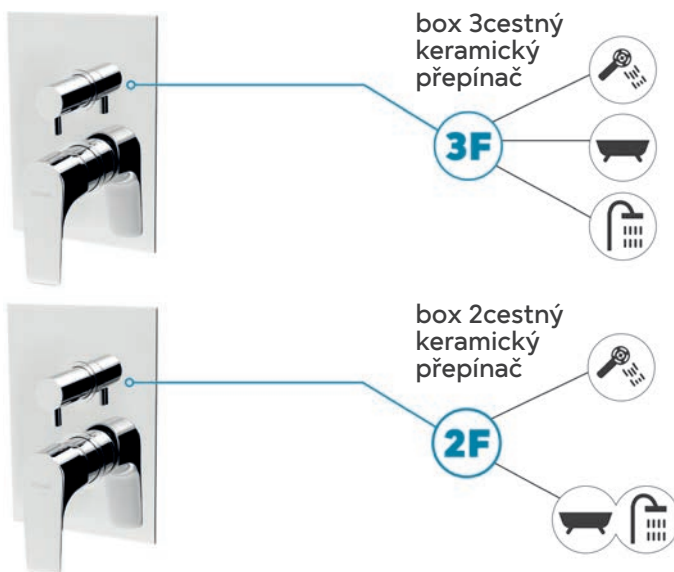 box 3cestný
keramický
přepínač
3F
box 2cestný
keramický
přepínač
2F